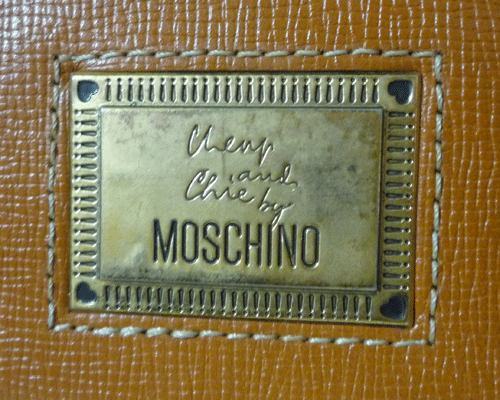 Cheap
and
Chic by
MOSCHINO